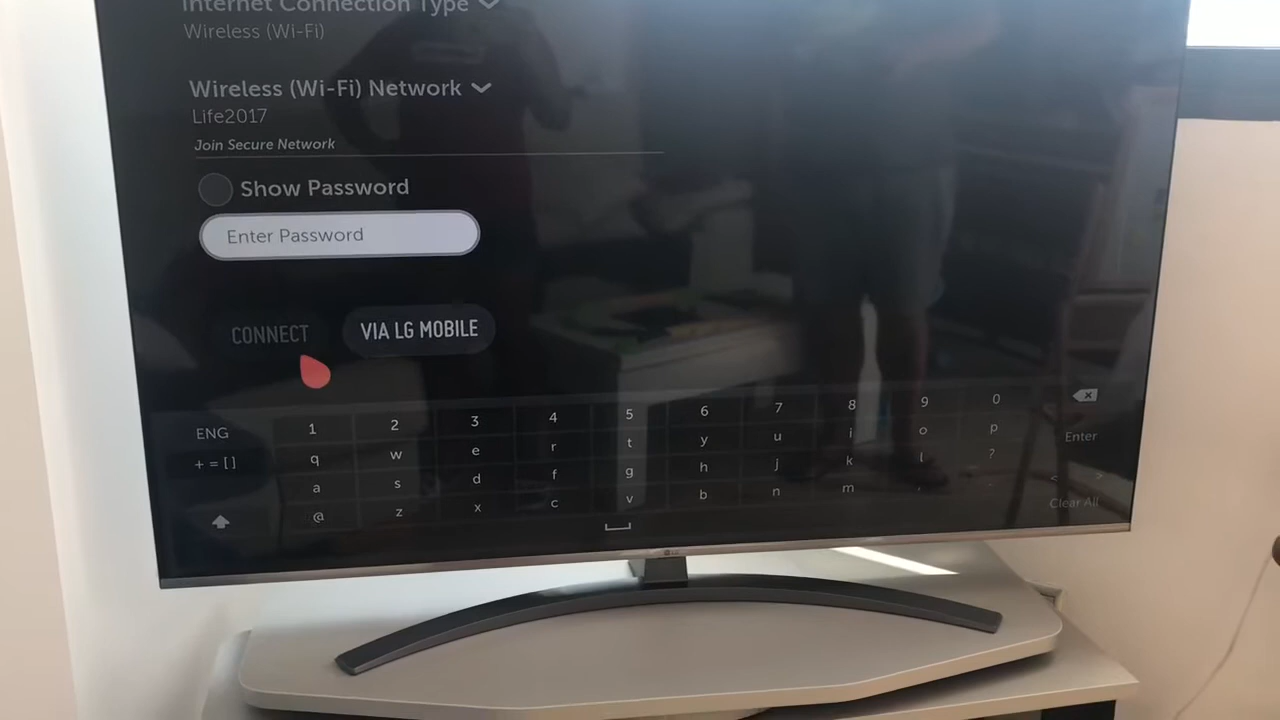 Internet Connection Type
Wireless (Wi-Fi)
Wireless (Wi-Fi) Network
Life2017
Join Secure Network
Show Password
Enter Password
CONNECT VIA LG MOBILE
ENG 1 2 3 4 5 6 7 8 9 0
+ = [ ] q w e r t y u i o p Enter
a s d f g h j k l ? < >
@ z x c v b n m . - Clear All
LG